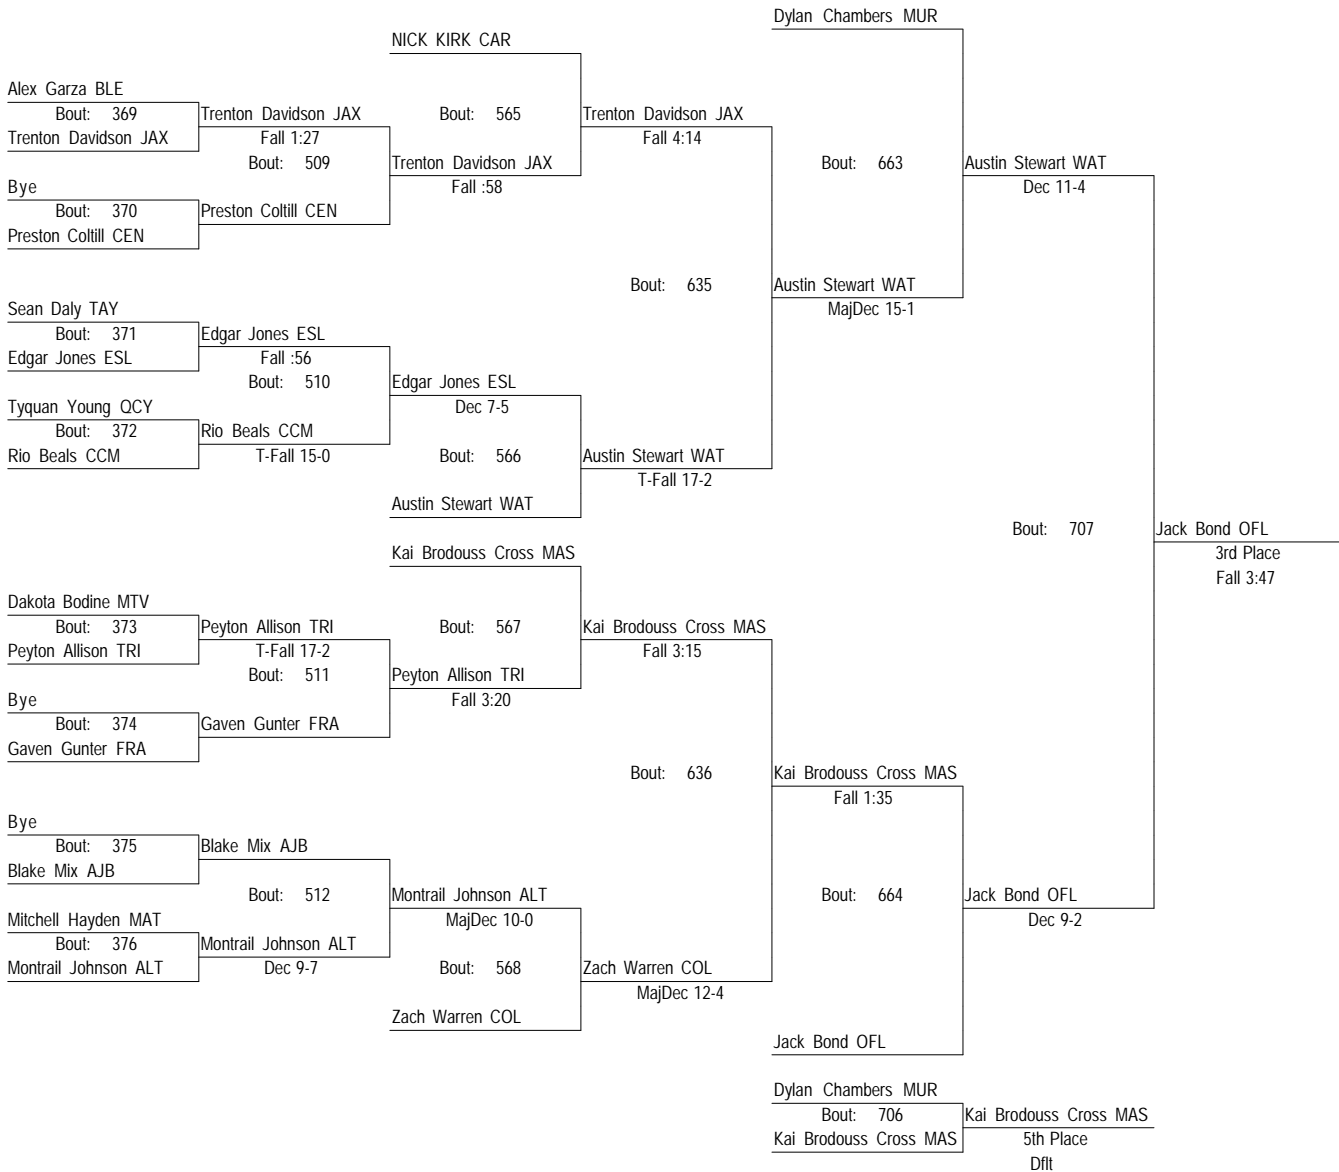 Dylan Chambers MUR
NICK KIRK CAR
Alex Garza BLE
Bout: 369
Trenton Davidson JAX
Bout: 565
Trenton Davidson JAX
Trenton Davidson JAX
Fall 1:27
Fall 4:14
Bout: 509
Trenton Davidson JAX
Bout: 663
Austin Stewart WAT
Bye
Fall :58
Dec 11-4
Bout: 370
Preston Coltill CEN
Preston Coltill CEN
Bout: 635
Austin Stewart WAT
Sean Daly TAY
MajDec 15-1
Bout: 371
Edgar Jones ESL
Edgar Jones ESL
Fall :56
Bout: 510
Edgar Jones ESL
Tyquan Young QCY
Dec 7-5
Bout: 372
Rio Beals CCM
Rio Beals CCM
T-Fall 15-0
Bout: 566
Austin Stewart WAT
T-Fall 17-2
Austin Stewart WAT
Bout: 707
Jack Bond OFL
Kai Brodouss Cross MAS
3rd Place
Fall 3:47
Dakota Bodine MTV
Bout: 373
Peyton Allison TRI
Bout: 567
Kai Brodouss Cross MAS
Peyton Allison TRI
T-Fall 17-2
Fall 3:15
Bout: 511
Peyton Allison TRI
Bye
Fall 3:20
Bout: 374
Gaven Gunter FRA
Gaven Gunter FRA
Bout: 636
Kai Brodouss Cross MAS
Fall 1:35
Bye
Bout: 375
Blake Mix AJB
Blake Mix AJB
Bout: 512
Montrail Johnson ALT
Bout: 664
Jack Bond OFL
Mitchell Hayden MAT
MajDec 10-0
Dec 9-2
Bout: 376
Montrail Johnson ALT
Montrail Johnson ALT
Dec 9-7
Bout: 568
Zach Warren COL
MajDec 12-4
Zach Warren COL
Jack Bond OFL
Dylan Chambers MUR
Bout: 706
Kai Brodouss Cross MAS
Kai Brodouss Cross MAS
5th Place
Dflt